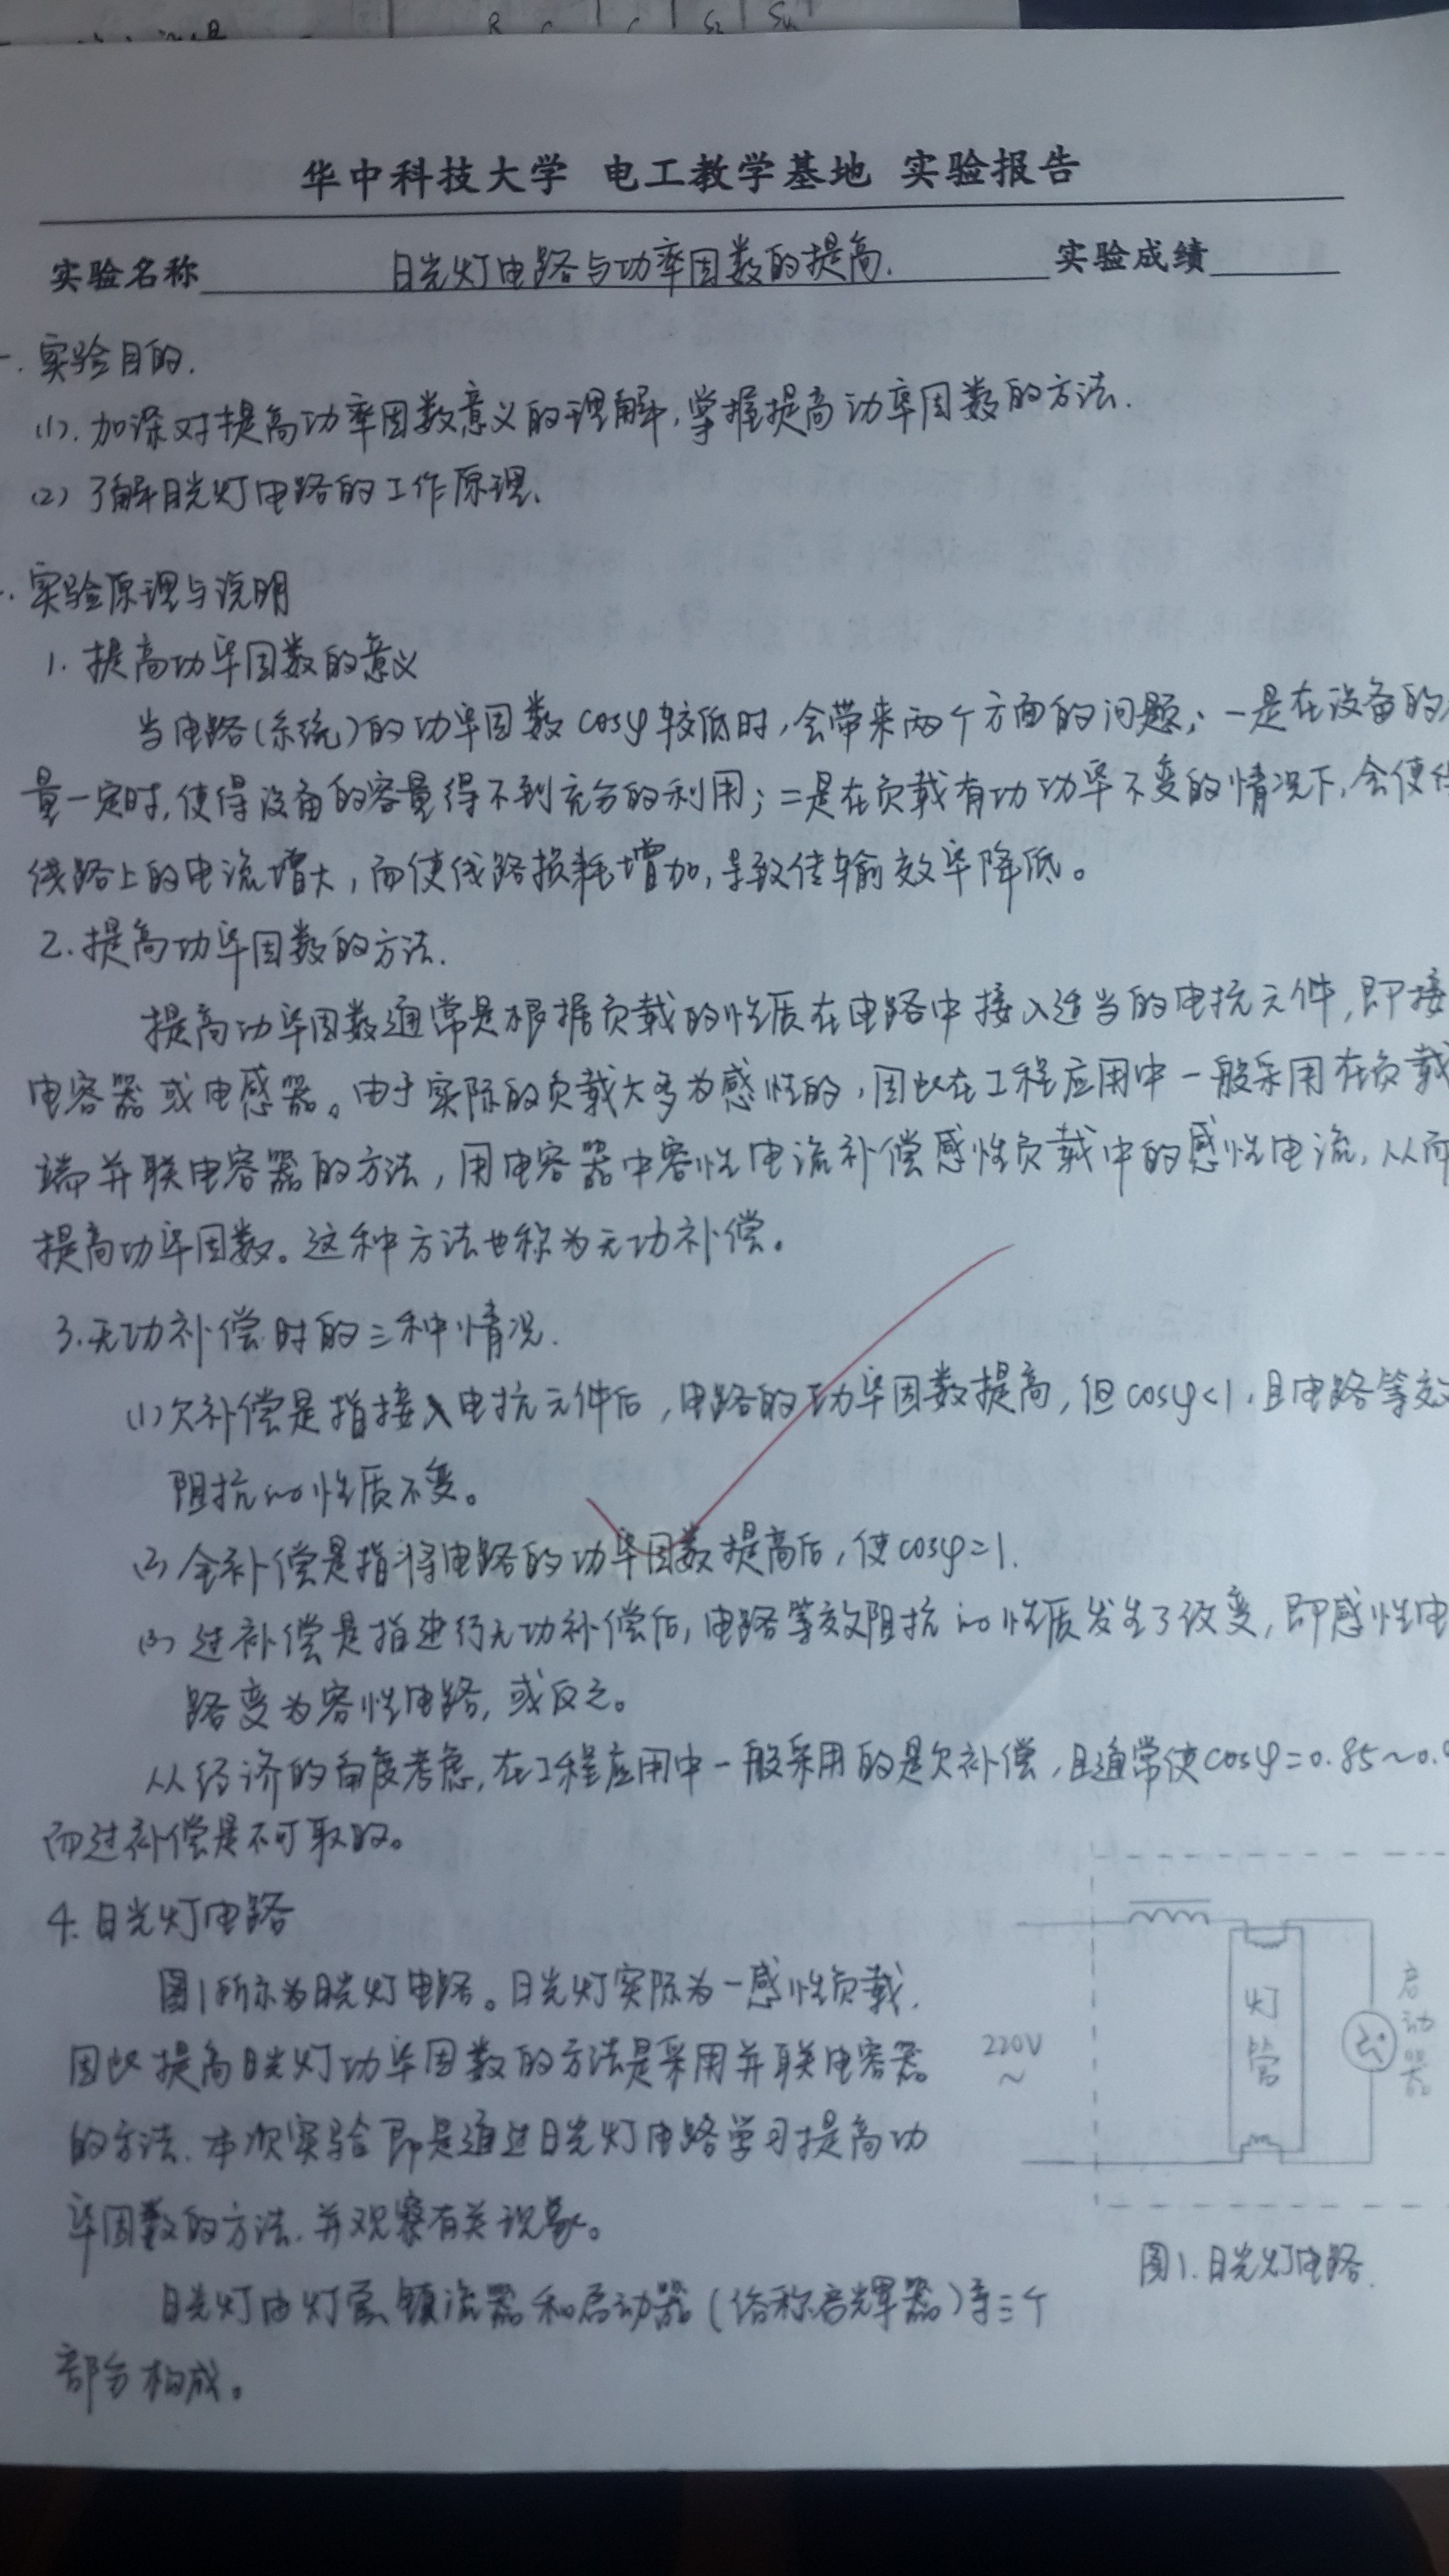 R
S₂
华中科技大学 电工教学基地 实验报告
实验名称 日光灯电路与功率因数的提高. 实验成绩
一. 实验目的.
(1). 加深对提高功率因数意义的理解,掌握提高功率因数的方法.
(2) 了解日光灯电路的工作原理.
实验原理与说明
1. 提高功率因数的意义
当电路(系统)的功率因数cosφ较低时,会带来两个方面的问题;一是在设备的
量一定时,使得设备的容量得不到充分的利用;二是在负载有功功率不变的情况下,会使得
线路上的电流增大,而使线路损耗增加,导致传输效率降低。
2.提高功率因数的方法.
提高功率因数通常是根据负载的性质在电路中接入适当的电抗元件,即接
电容器或电感器。由于实际的负载大多为感性的,因此在工程应用中一般采用在负载
端并联电容器的方法,用电容器中容性电流补偿感性负载中的感性电流,从而
提高功率因数。这种方法也称为无功补偿。
3.无功补偿时的三种情况.
(1)欠补偿是指接入电抗元件后,电路的功率因数提高,但cosφ<1,且电路等效
阻抗的性质不变。
(2)全补偿是指将电路的功率因数提高后,使cosφ=1.
(3)过补偿是指进行无功补偿后,电路等效阻抗的性质发生了改变,即感性电
路变为容性电路,或反之。
从经济的角度考虑,在工程应用中一般采用的是欠补偿,且通常使cosφ=0.85~0.9
而过补偿是不可取的。
4.日光灯电路
图1所示为日光灯电路。日光灯实际为一感性负载.
因此提高日光灯功率因数的方法是采用并联电容器
的方法.本次实验即是通过日光灯电路学习提高功
率因数的方法.并观察有关现象。
日光灯由灯管、镇流器和启动器(俗称启辉器)等三个
部分构成。
220V
~
灯管
启动器
图1.日光灯电路.